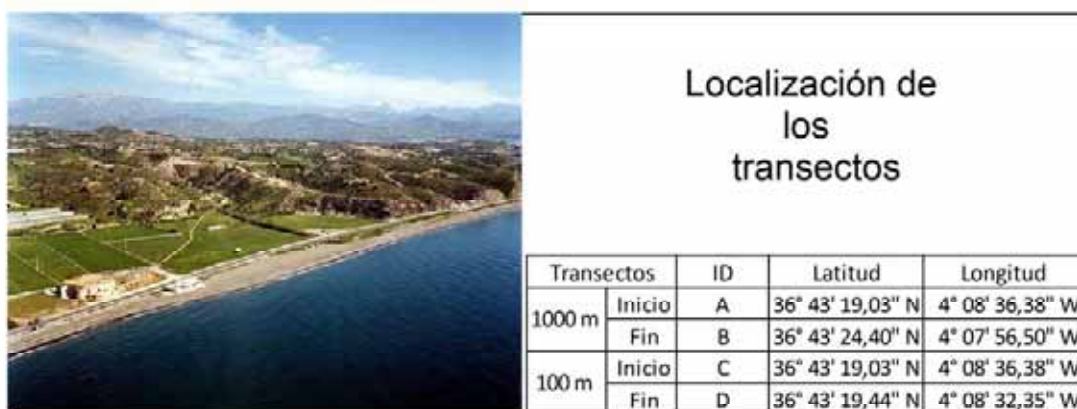 Localización de
los
transectos
Transectos ID Latitud Longitud
1000 m Inicio A 36° 43' 19,03" N 4° 08' 36,38" W
Fin B 36° 43' 24,40" N 4° 07' 56,50" W
100 m Inicio C 36° 43' 19,03" N 4° 08' 36,38" W
Fin D 36° 43' 19,44" N 4° 08' 32,35" W